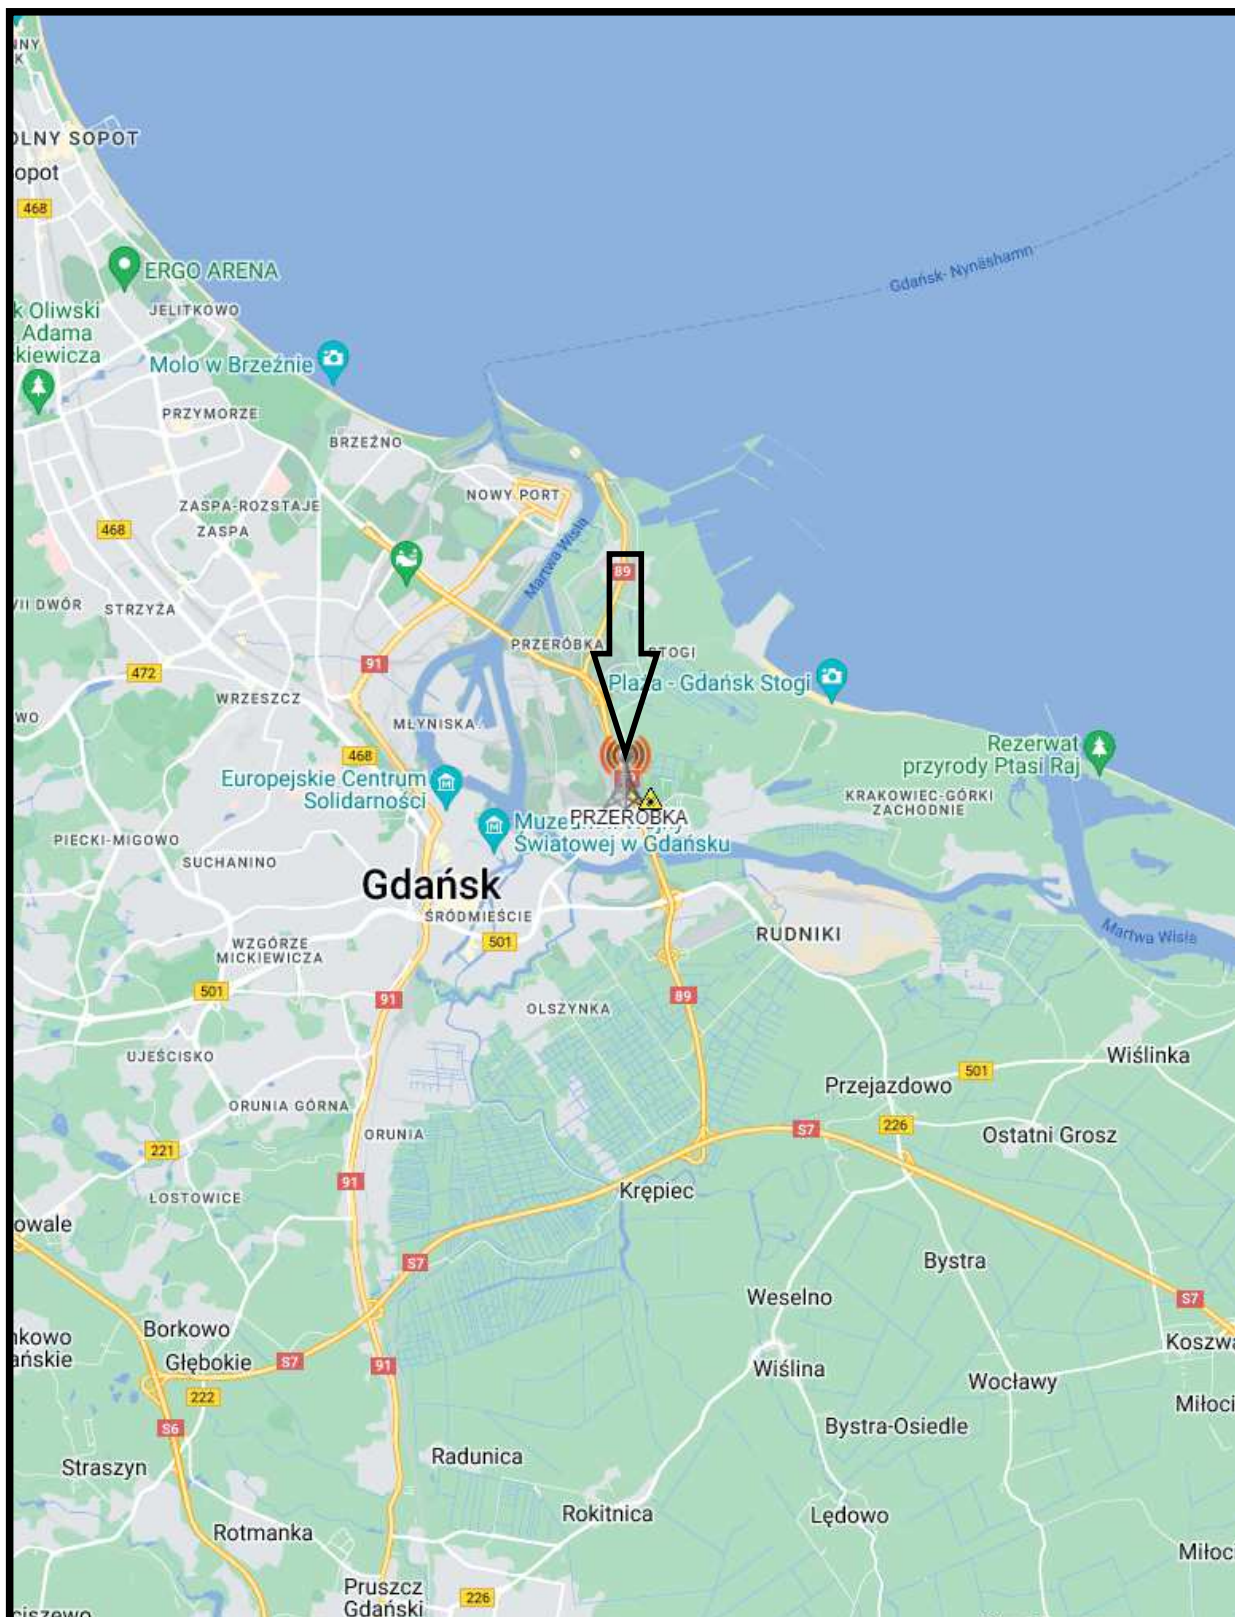 OLNY SOPOT
opot
468
ERGO ARENA
JELITKOWO
k Oliwski
Adama
kiewicza
Molo w Brzeźnie
PRZYMORZE
BRZEŹNO
Gdańsk- Nynäshamn
NOWY PORT
ZASPA-ROZSTAJE
ZASPA
468
Martwa Wisła
89
VII DWÓR
STRZYŻA
PRZERÓBKA
STOGI
91
472
WRZESZCZ
Plaża - Gdańsk Stogi
WO
MŁYNISKA
468
Rezerwat
przyrody Ptasi Raj
Europejskie Centrum
Solidarności
KRAKOWIEC-GÓRKI
ZACHODNIE
PRZERÓBKA
Światowej w Gdańsku
PIECKI-MIGOWO
SUCHANINO
Gdańsk
ŚRÓDMIEŚCIE
501
RUDNIKI
Martwa Wisła
WZGÓRZE
MICKIEWICZA
501
91
89
OLSZYNKA
UJEŚCISKO
Wiślinka
501
Przejazdowo
ORUNIA GÓRNA
ORUNIA
S7
226
Ostatni Grosz
221
91
Krępiec
ŁOSTOWICE
owale
S7
Bystra
Weselno
S7
Borkowo
nkowo
ańskie
Głębokie
S7
91
Koszwa
Wiślina
Wocławy
222
Miłoci
S6
Bystra-Osiedle
Straszyn
Radunica
Rokitnica
Lędowo
Rotmanka
Miłoc
Pruszcz
Gdański
226
ciszewo